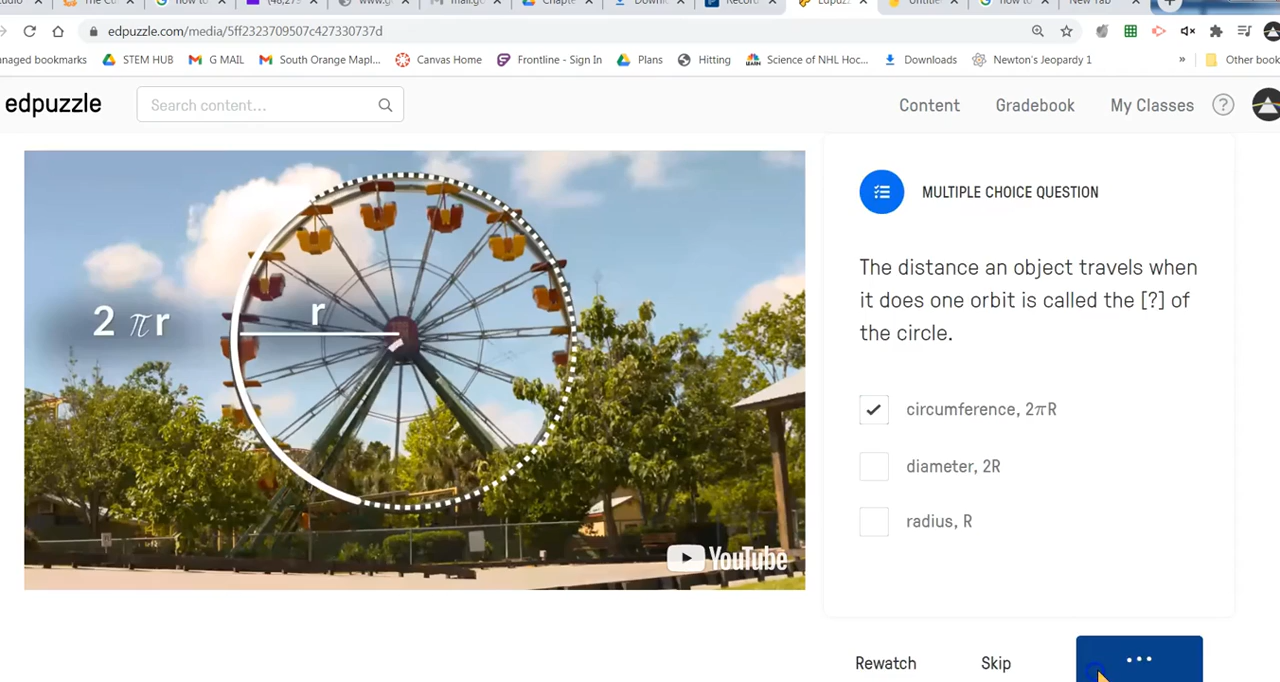 edpuzzle.com/media/5ff2323709507c427330737d
naged bookmarks STEM HUB G MAIL South Orange Mapl... Canvas Home Frontline - Sign In Plans Hitting Science of NHL Hoc... Downloads Newton's Jeopardy 1 » Other book
edpuzzle Search content... Content Gradebook My Classes ?
MULTIPLE CHOICE QUESTION
The distance an object travels when
it does one orbit is called the [?] of
the circle.
2 πr
r
circumference, 2πR
diameter, 2R
radius, R
YouTube
Rewatch Skip ...